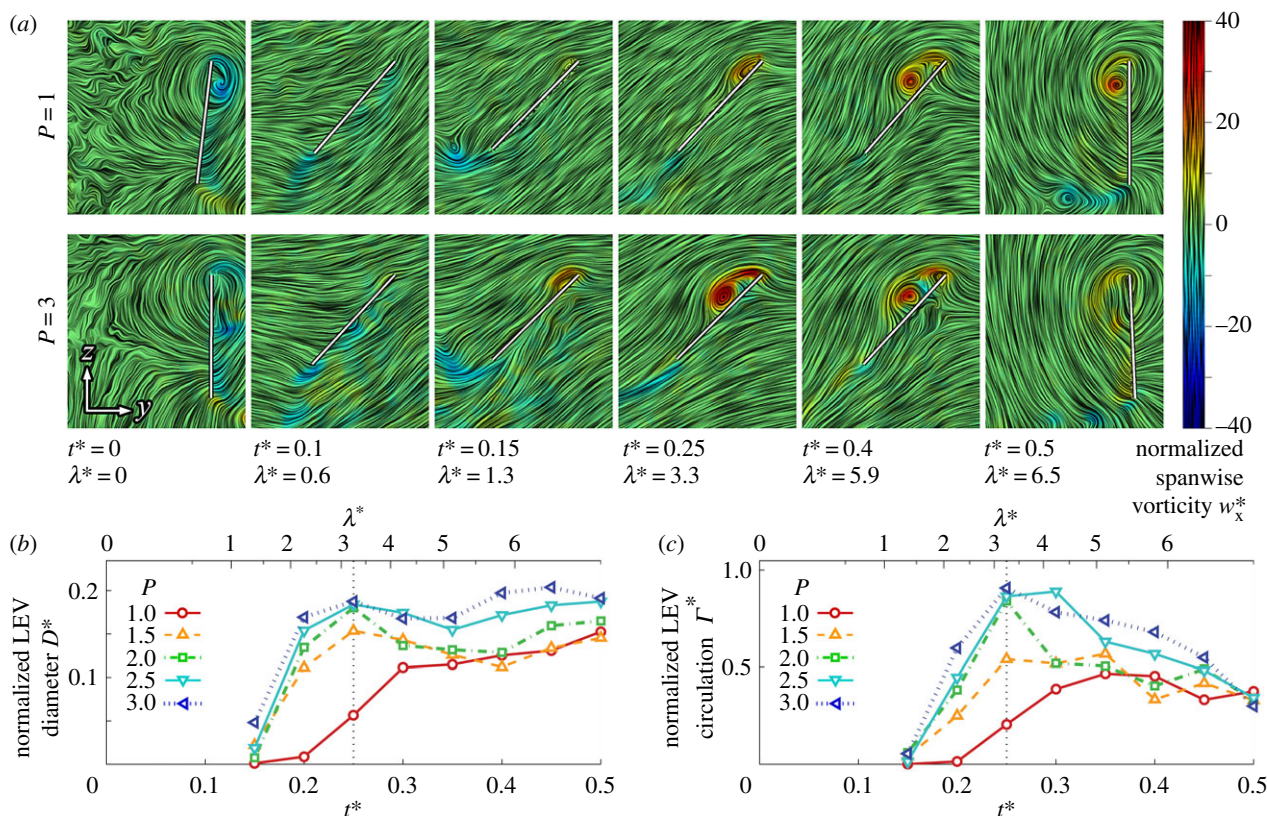 (a)
P = 1
P = 3
z
y
40
20
0
−20
−40
normalized
spanwise
vorticity w*x
t* = 0
λ* = 0
t* = 0.1
λ* = 0.6
t* = 0.15
λ* = 1.3
t* = 0.25
λ* = 3.3
t* = 0.4
λ* = 5.9
t* = 0.5
λ* = 6.5
(b)
λ*
0 1 2 3 4 5 6
normalized LEV
diameter D*
0.2
0.1
0
P
1.0
1.5
2.0
2.5
3.0
0 0.1 0.2 0.3 0.4 0.5
t*
(c)
λ*
0 1 2 3 4 5 6
normalized LEV
circulation Γ*
1.0
0.5
0
P
1.0
1.5
2.0
2.5
3.0
0.1 0.2 0.3 0.4 0.5
t*